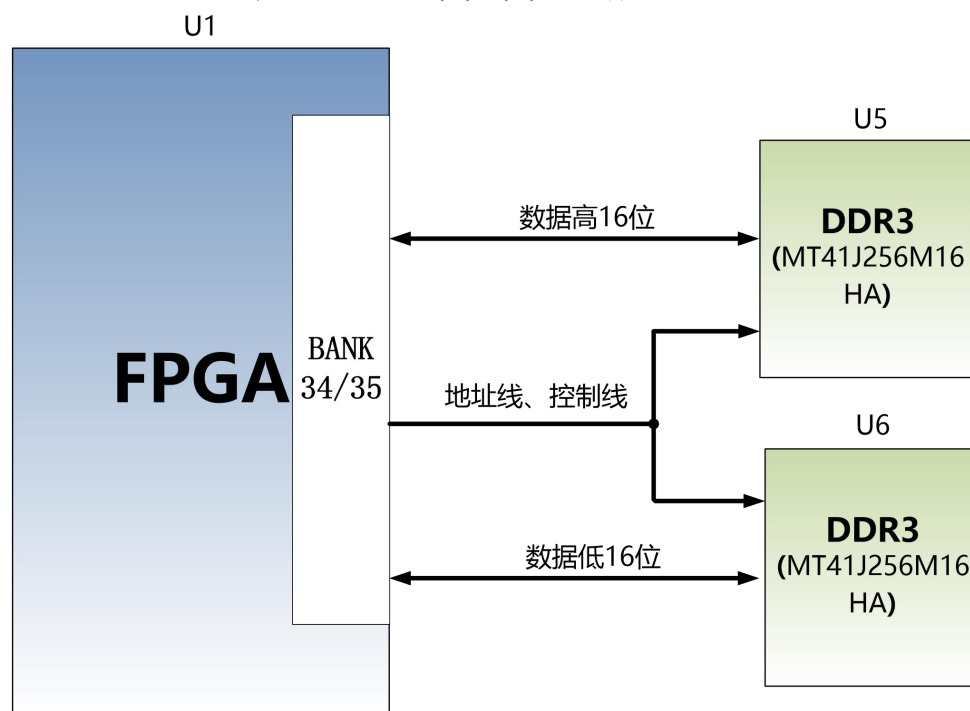 U1
U5
数据高16位
DDR3
(MT41J256M16
HA)
FPGA
BANK
34/35
地址线、控制线
U6
数据低16位
DDR3
(MT41J256M16
HA)